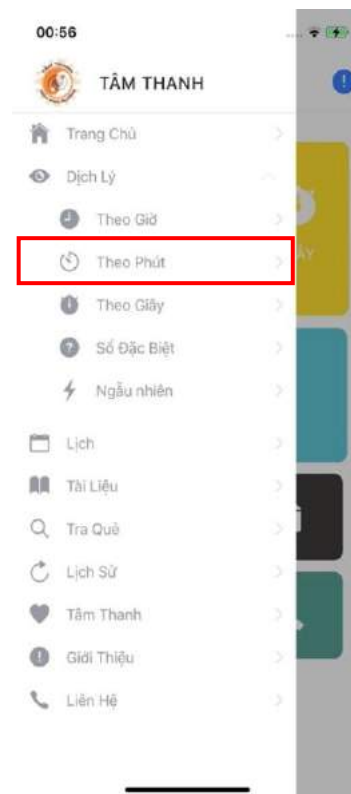 00:56
TÂM THANH
Trang Chủ
Dịch Lý
Theo Giờ
Theo Phút
Theo Giây
Số Đặc Biệt
Ngẫu nhiên
Lịch
Tài Liệu
Tra Quẻ
Lịch Sử
Tâm Thanh
Giới Thiệu
Liên Hệ